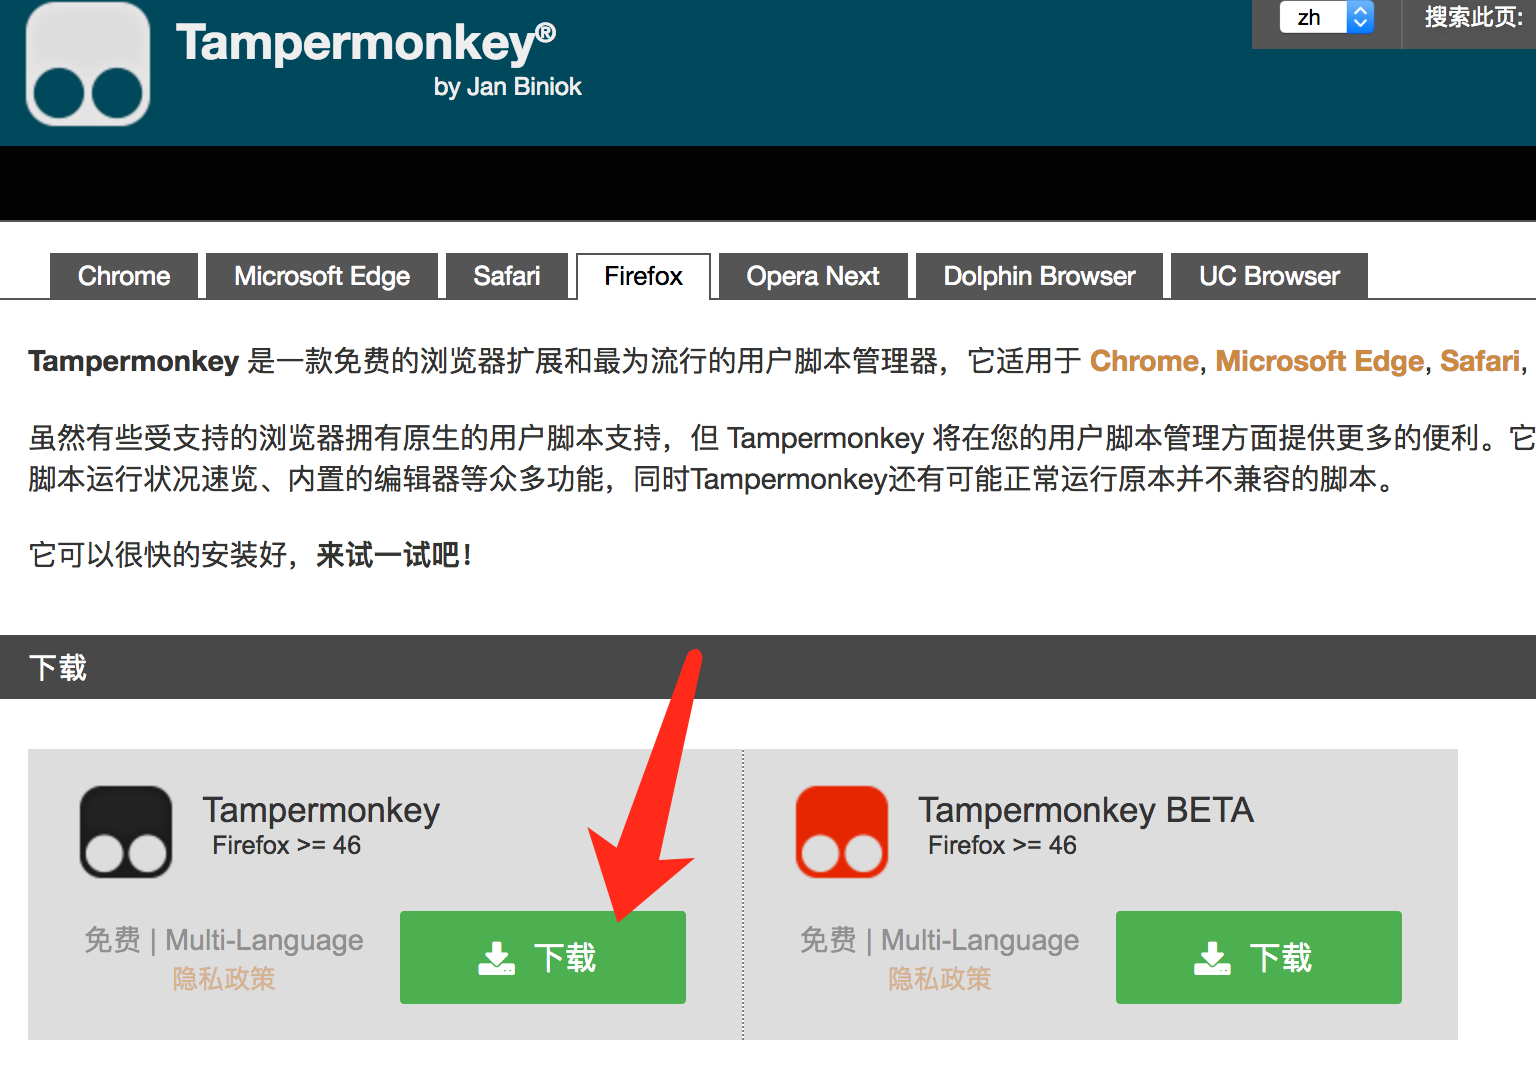 Tampermonkey®
by Jan Biniok
zh
搜索此页:
Chrome Microsoft Edge Safari Firefox Opera Next Dolphin Browser UC Browser
Tampermonkey 是一款免费的浏览器扩展和最为流行的用户脚本管理器，它适用于 Chrome, Microsoft Edge, Safari,
虽然有些受支持的浏览器拥有原生的用户脚本支持，但 Tampermonkey 将在您的用户脚本管理方面提供更多的便利。它
脚本运行状况速览、内置的编辑器等众多功能，同时Tampermonkey还有可能正常运行原本并不兼容的脚本。
它可以很快的安装好，来试一试吧！
下载
Tampermonkey
Firefox >= 46
免费 | Multi-Language
隐私政策
下载
Tampermonkey BETA
Firefox >= 46
免费 | Multi-Language
隐私政策
下载